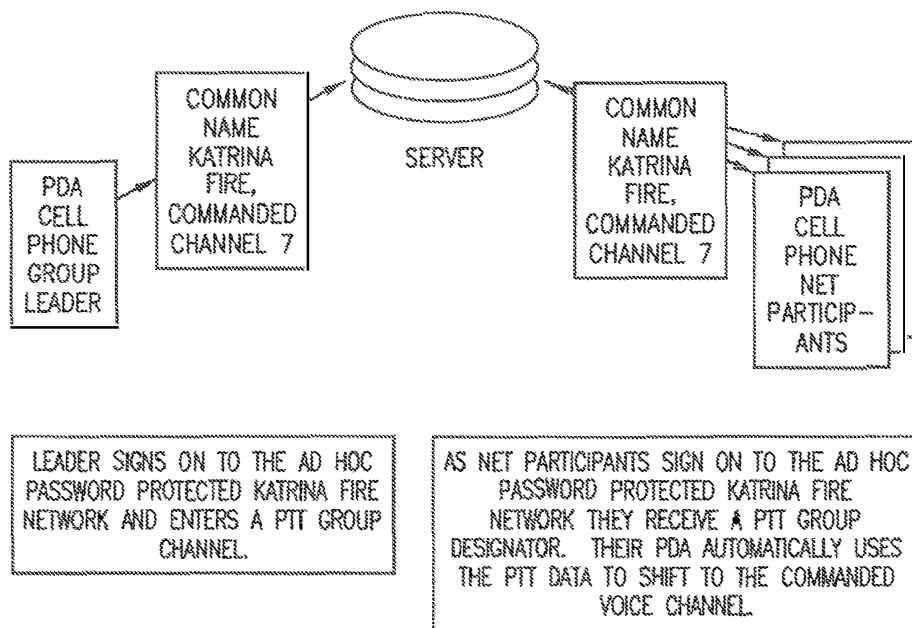 PDA
CELL
PHONE
GROUP
LEADER
COMMON
NAME
KATRINA
FIRE,
COMMANDED
CHANNEL 7
SERVER
COMMON
NAME
KATRINA
FIRE,
COMMANDED
CHANNEL 7
PDA
CELL
PHONE
NET
PARTICIP-
ANTS
LEADER SIGNS ON TO THE AD HOC
PASSWORD PROTECTED KATRINA FIRE
NETWORK AND ENTERS A PTT GROUP
CHANNEL.
AS NET PARTICIPANTS SIGN ON TO THE AD HOC
PASSWORD PROTECTED KATRINA FIRE
NETWORK THEY RECEIVE A PTT GROUP
DESIGNATOR. THEIR PDA AUTOMATICALLY USES
THE PTT DATA TO SHIFT TO THE COMMANDED
VOICE CHANNEL.